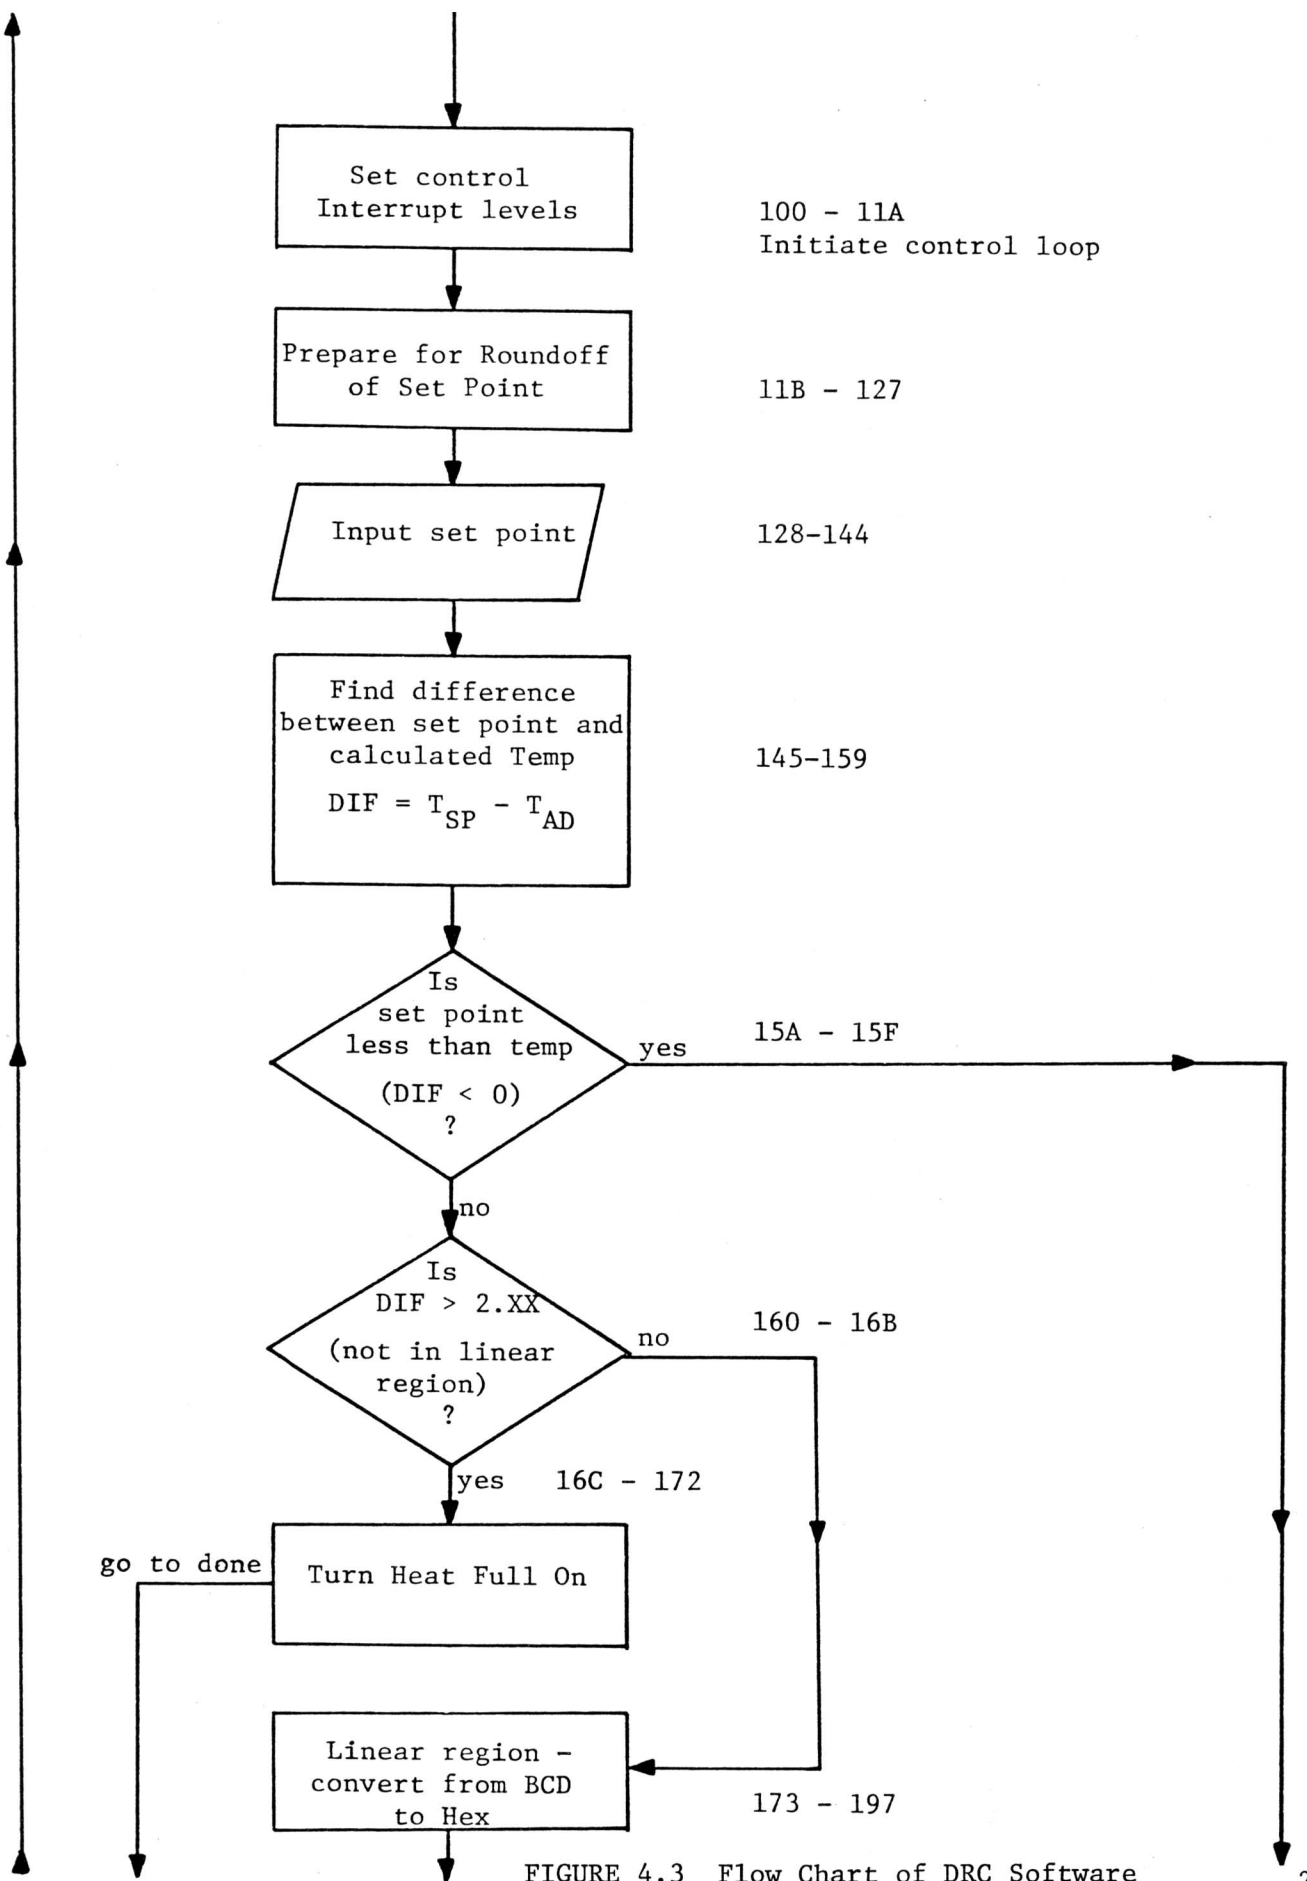 Set control
Interrupt levels
100 - 11A
Initiate control loop
Prepare for Roundoff
of Set Point
11B - 127
Input set point
128-144
Find difference
between set point and
calculated Temp
DIF = T_SP - T_AD
145-159
Is
set point
less than temp
(DIF < 0)
?
yes
15A - 15F
no
Is
DIF > 2.XX
(not in linear
region)
?
no
160 - 16B
yes
16C - 172
go to done
Turn Heat Full On
Linear region -
convert from BCD
to Hex
173 - 197
FIGURE 4.3 Flow Chart of DRC Software